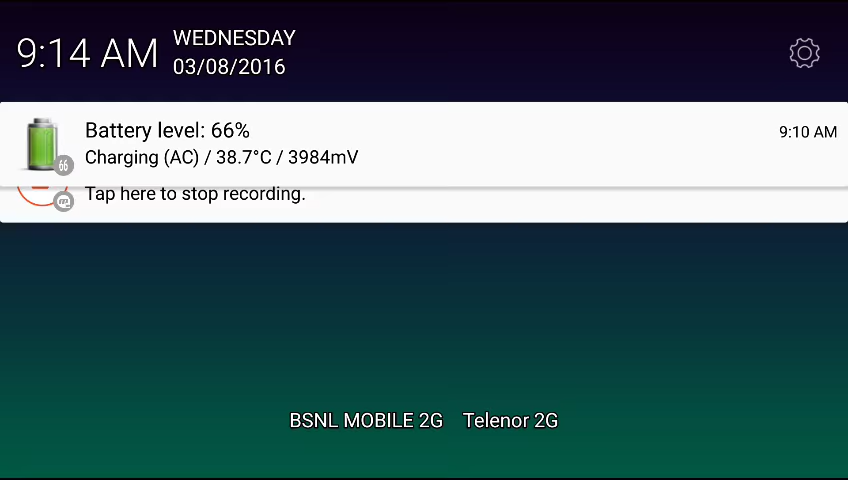 9:14 AM
WEDNESDAY
03/08/2016
Battery level: 66%
9:10 AM
Charging (AC) / 38.7°C / 3984mV
66
Tap here to stop recording.
BSNL MOBILE 2G Telenor 2G